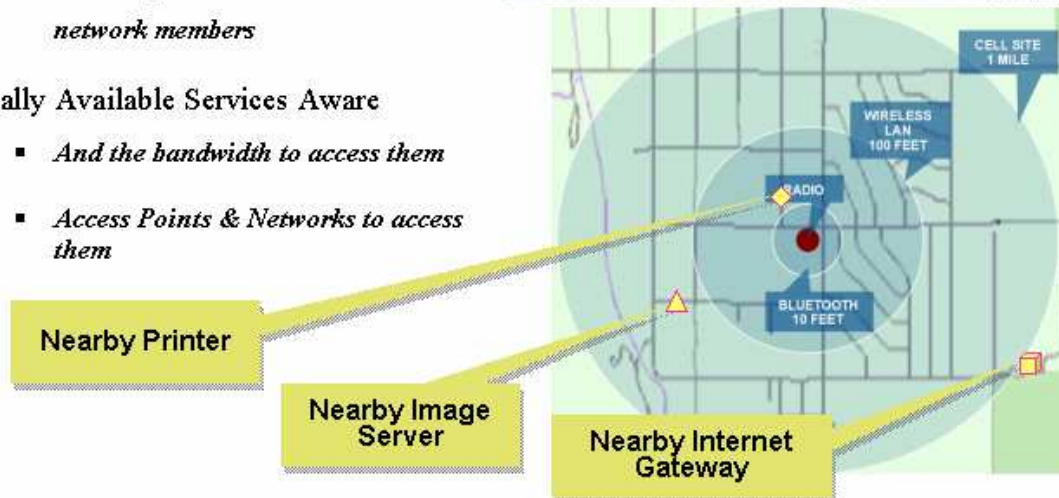 network members
ally Available Services Aware
▪ And the bandwidth to access them
▪ Access Points & Networks to access
them
CELL SITE
1 MILE
WIRELESS
LAN
100 FEET
RADIO
BLUETOOTH
10 FEET
Nearby Printer
Nearby Image
Server
Nearby Internet
Gateway